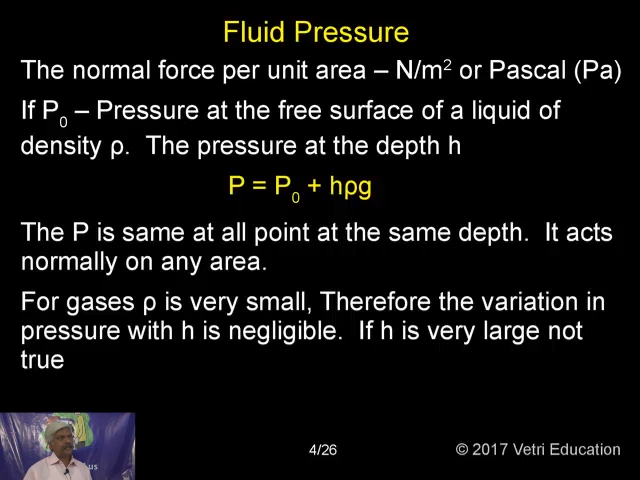 Fluid Pressure
The normal force per unit area – N/m² or Pascal (Pa)
If P₀ – Pressure at the free surface of a liquid of
density ρ.  The pressure at the depth h
P = P₀ + hρg
The P is same at all point at the same depth.  It acts
normally on any area.
For gases ρ is very small, Therefore the variation in
pressure with h is negligible.  If h is very large not
true
4/26
© 2017 Vetri Education